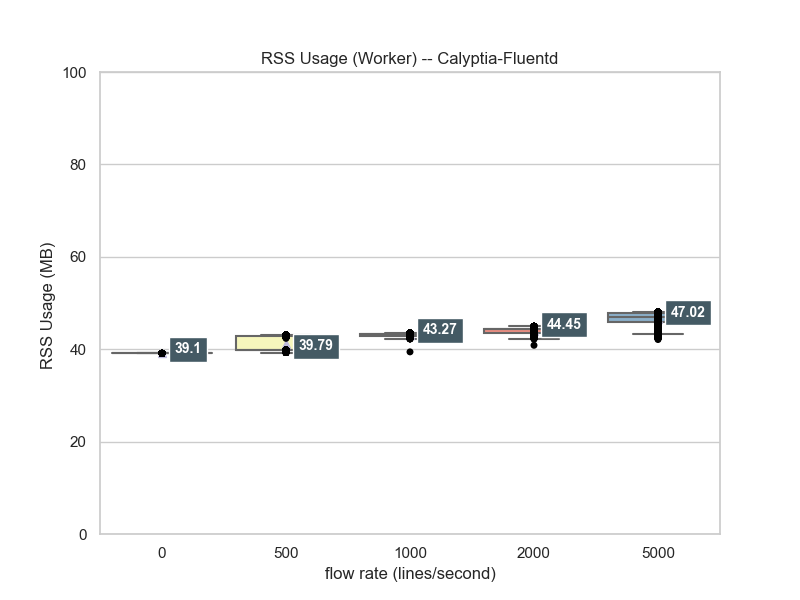 RSS Usage (Worker) -- Calyptia-Fluentd
100
80
60
40
20
0
RSS Usage (MB)
39.1
39.79
43.27
44.45
47.02
0 500 1000 2000 5000
flow rate (lines/second)